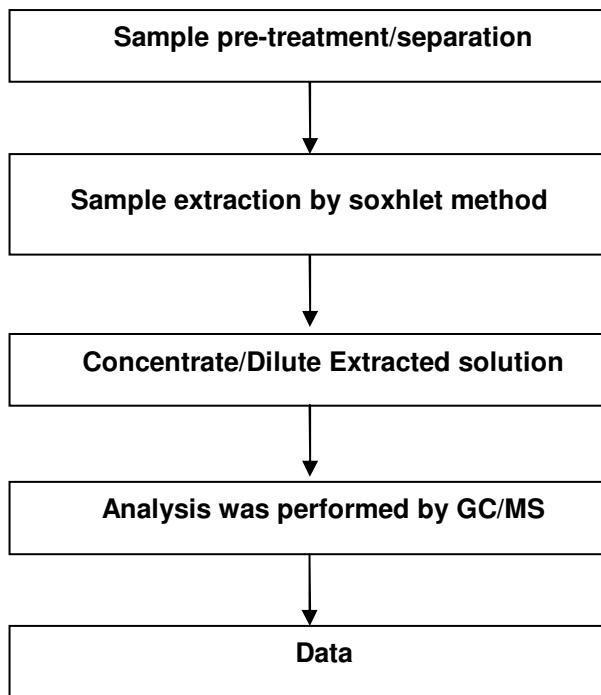 Sample pre-treatment/separation
Sample extraction by soxhlet method
Concentrate/Dilute Extracted solution
Analysis was performed by GC/MS
Data